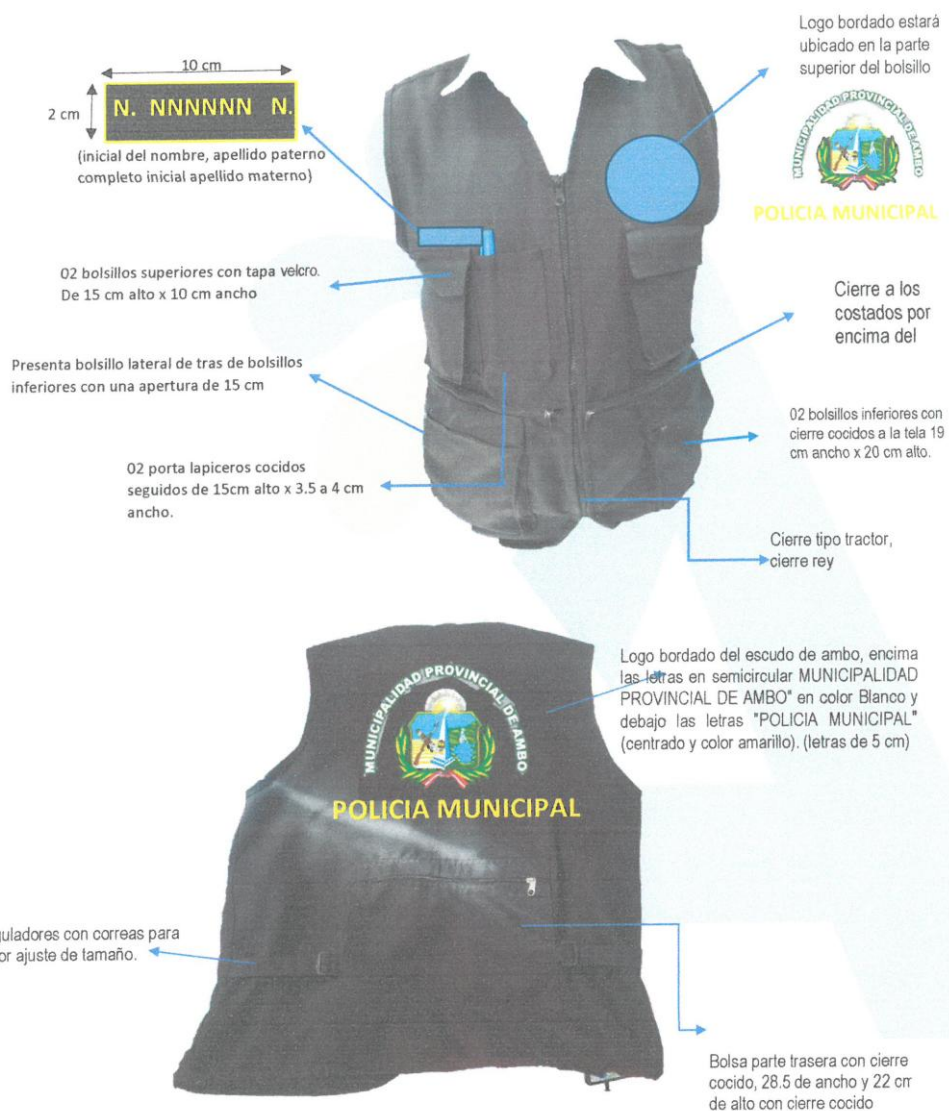 10 cm
2 cm
N. NNNNNN N.
(inicial del nombre, apellido paterno
completo inicial apellido materno)
Logo bordado estará
ubicado en la parte
superior del bolsillo
MUNICIPALIDAD PROVINCIAL DE AMBO
POLICIA MUNICIPAL
02 bolsillos superiores con tapa velcro.
De 15 cm alto x 10 cm ancho
Cierre a los
costados por
encima del
Presenta bolsillo lateral de tras de bolsillos
inferiores con una apertura de 15 cm
02 bolsillos inferiores con
cierre cocidos a la tela 19
cm ancho x 20 cm alto.
02 porta lapiceros cocidos
seguidos de 15cm alto x 3.5 a 4 cm
ancho.
Cierre tipo tractor,
cierre rey
Logo bordado del escudo de ambo, encima
las letras en semicircular MUNICIPALIDAD
PROVINCIAL DE AMBO" en color Blanco y
debajo las letras "POLICIA MUNICIPAL"
(centrado y color amarillo). (letras de 5 cm)
MUNICIPALIDAD PROVINCIAL DE AMBO
POLICIA MUNICIPAL
guladores con correas para
or ajuste de tamaño.
Bolsa parte trasera con cierre
cocido, 28.5 de ancho y 22 cm
de alto con cierre cocido